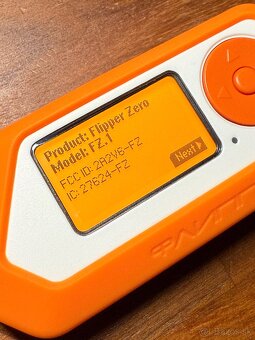 Product: Flipper Zero
Model: FZ.1
FCC ID: 2A2V6-FZ
IC: 27624-FZ
Next